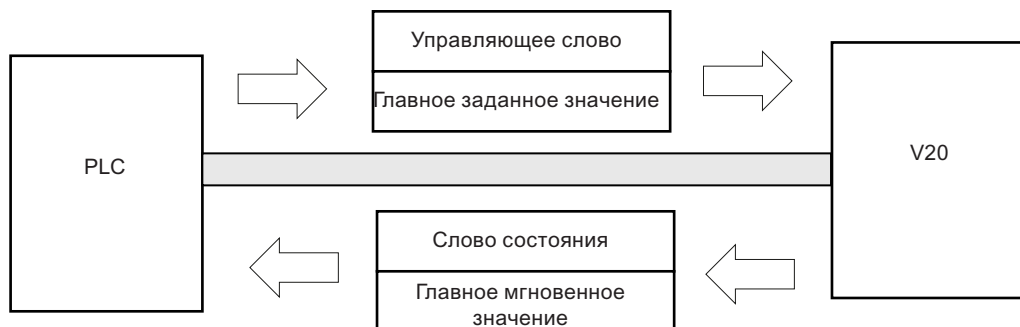 Управляющее слово
Главное заданное значение
PLC
V20
Слово состояния
Главное мгновенное
значение